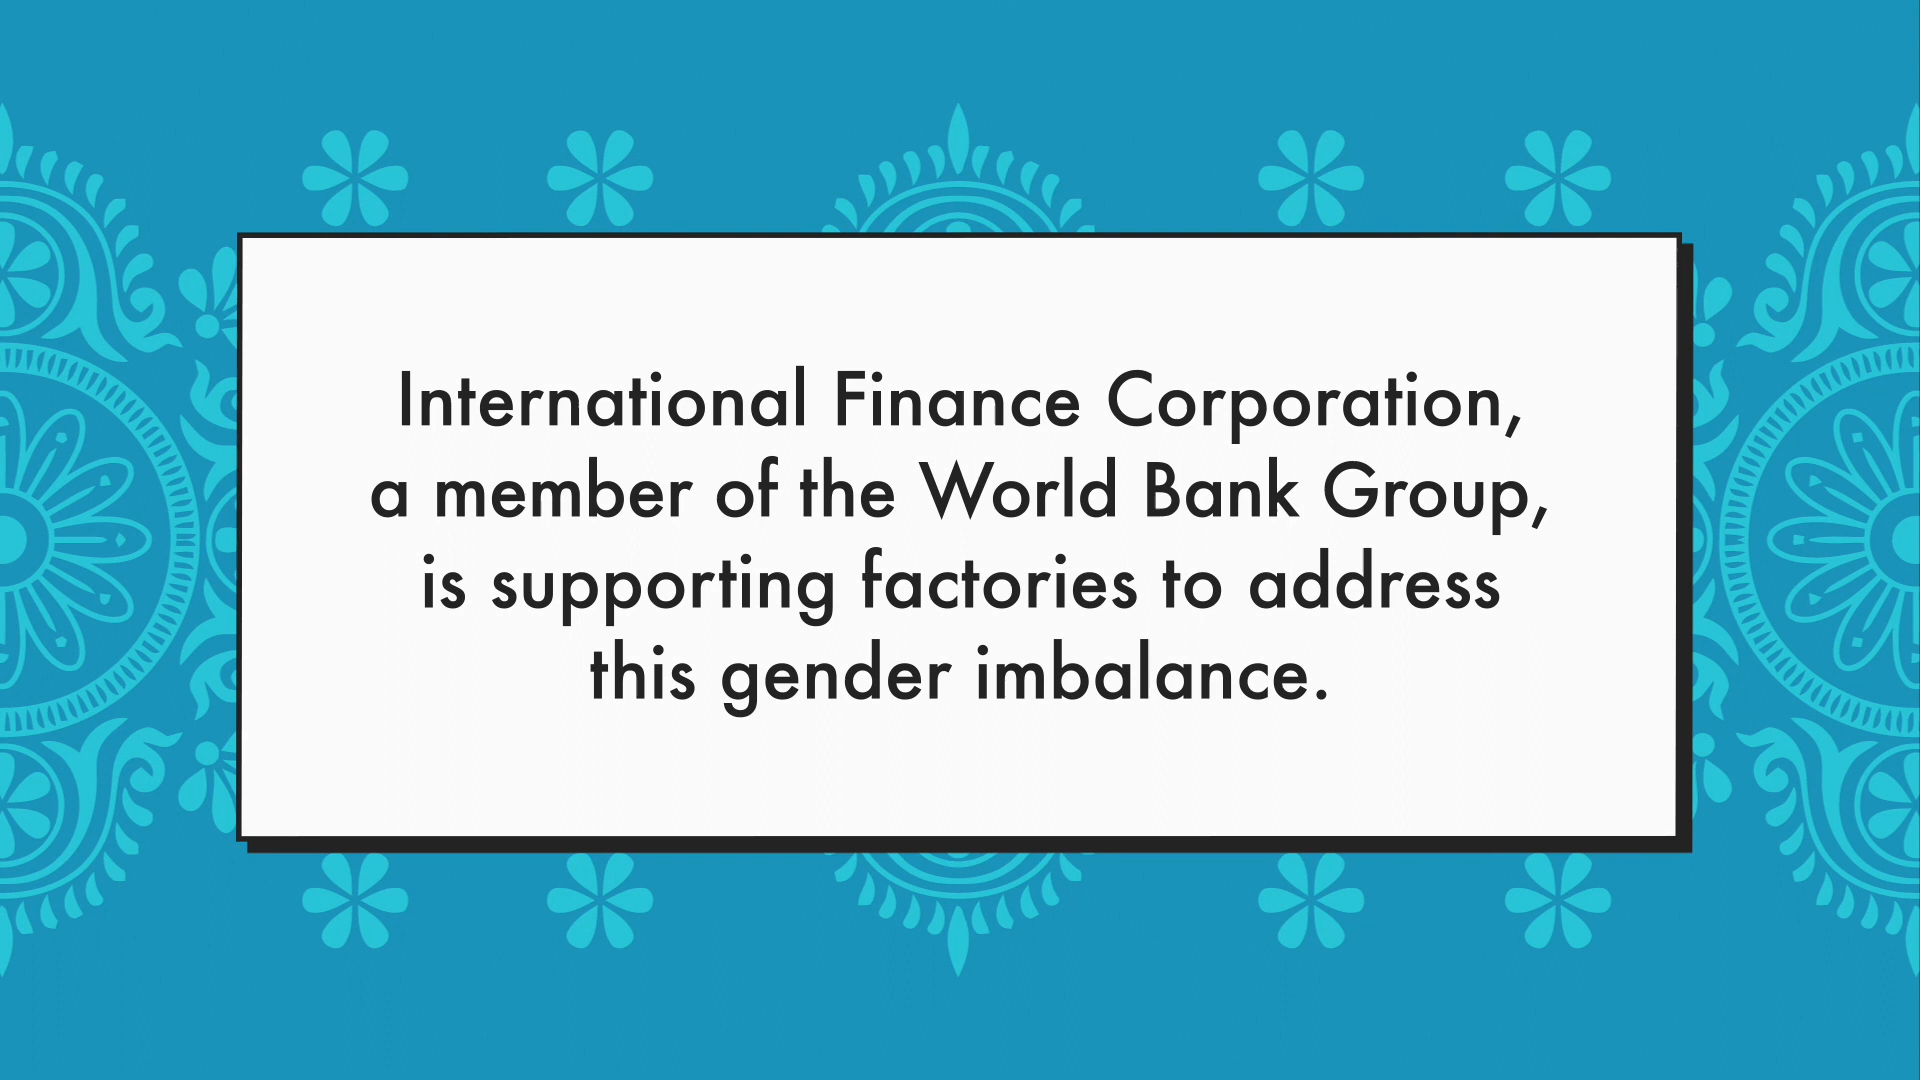 International Finance Corporation,
a member of the World Bank Group,
is supporting factories to address
this gender imbalance.